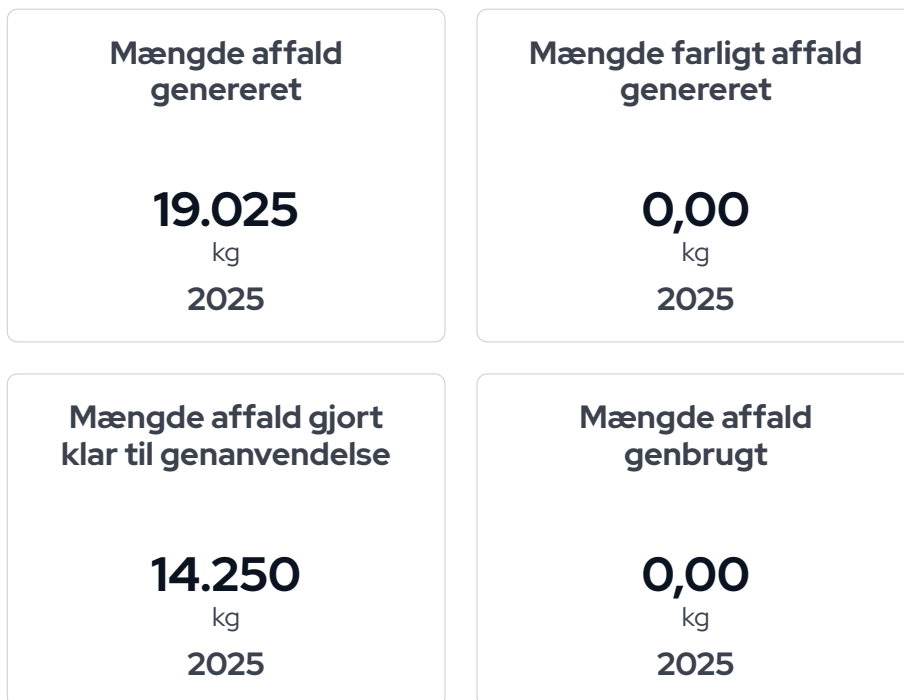 Mængde affald
genereret
19.025
kg
2025
Mængde farligt affald
genereret
0,00
kg
2025
Mængde affald gjort
klar til genanvendelse
14.250
kg
2025
Mængde affald
genbrugt
0,00
kg
2025